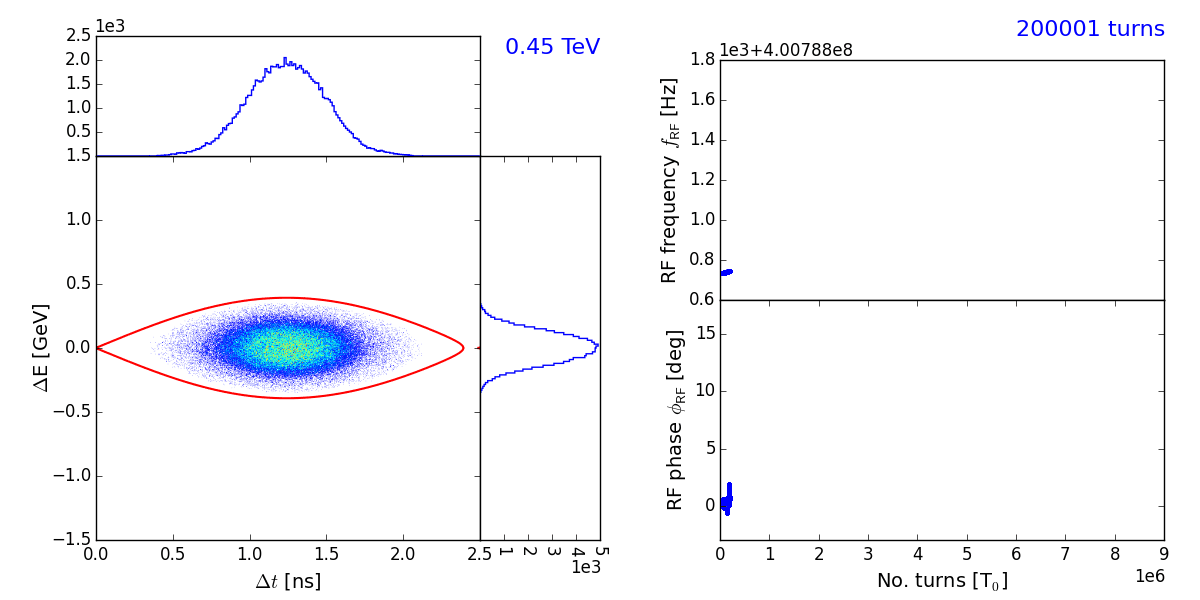 1e3
2.5
2.0
1.5
1.0
0.5
0.45 TeV
1.5
1.0
0.5
0.0
−0.5
−1.0
−1.5
ΔE [GeV]
0.0 0.5 1.0 1.5 2.0 2.5
Δt [ns]
1 2 3 4 5
1e3
200001 turns
1e3+4.00788e8
1.8
1.6
1.4
1.2
1.0
0.8
0.6
RF frequency f_RF [Hz]
15
10
5
0
RF phase ϕ_RF [deg]
0 1 2 3 4 5 6 7 8 9
1e6
No. turns [T_0]